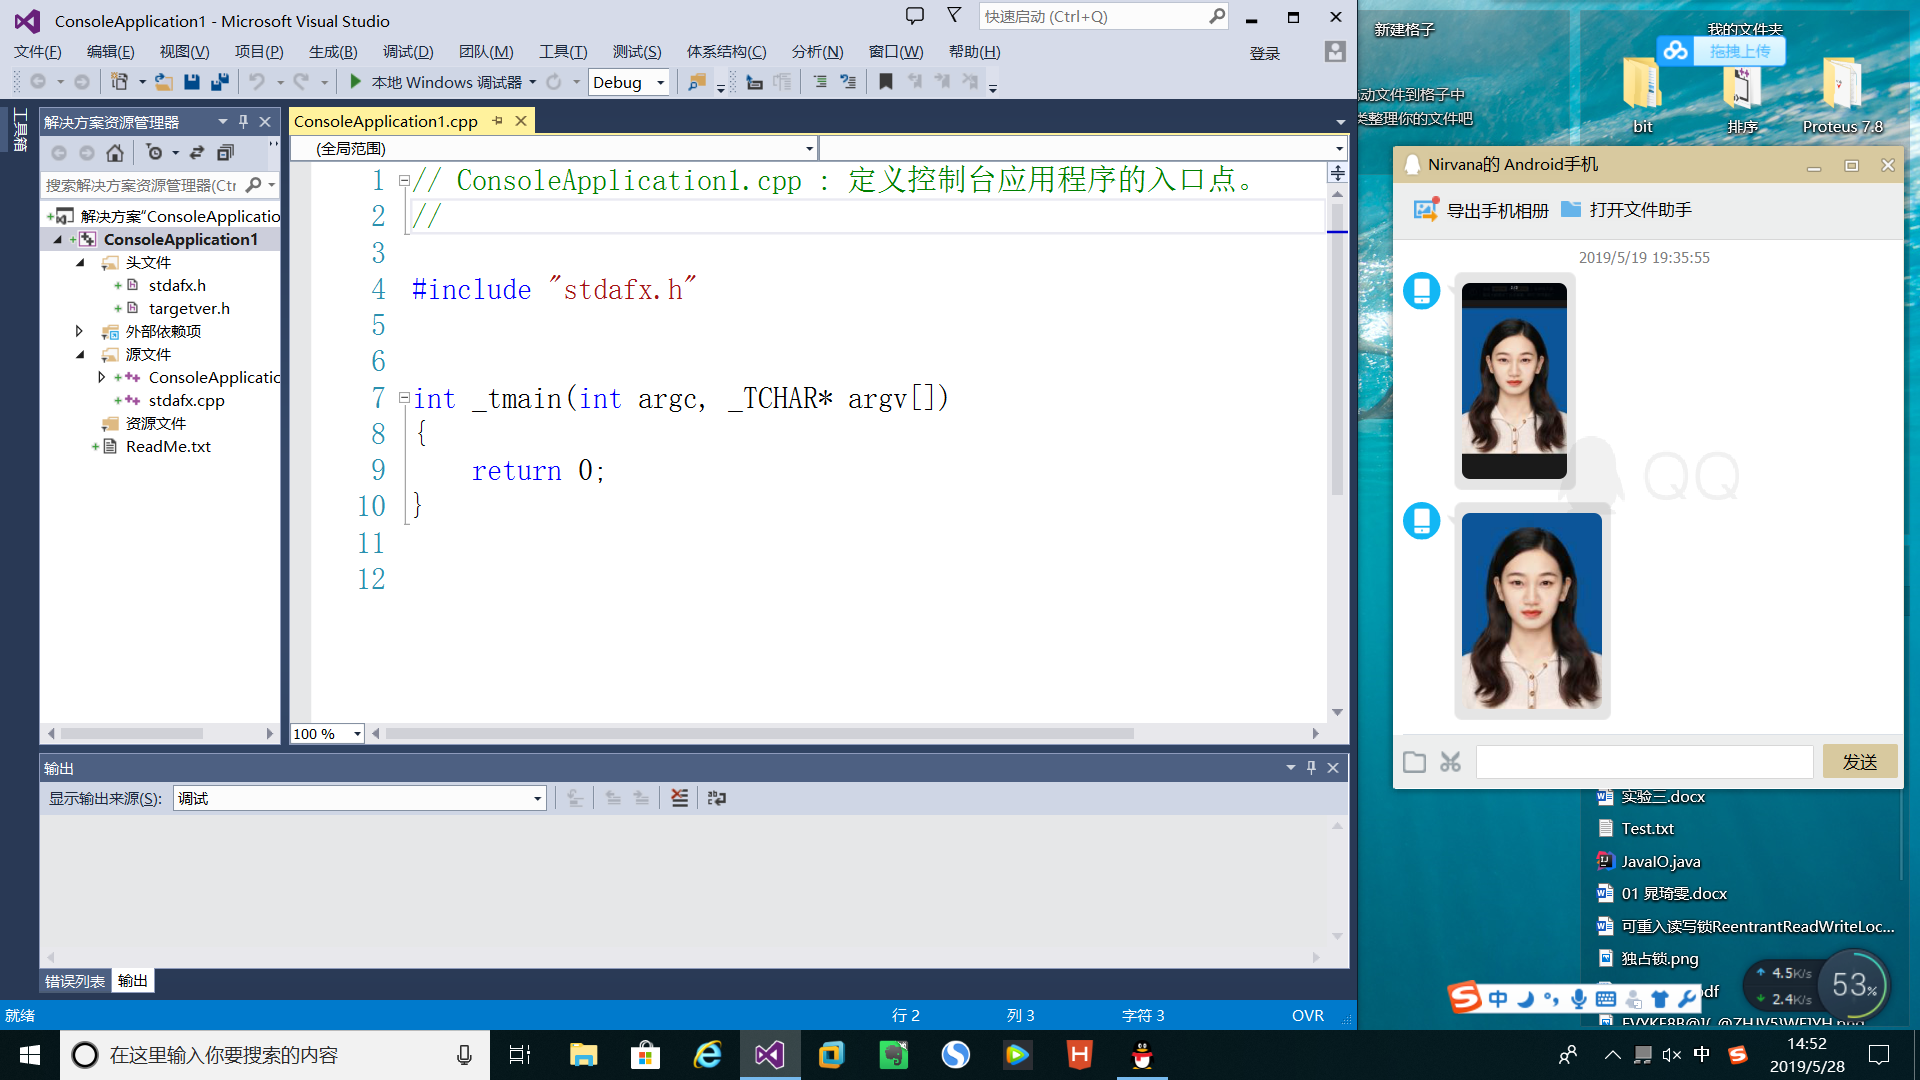 ConsoleApplication1 - Microsoft Visual Studio
快速启动 (Ctrl+Q)
文件(F) 编辑(E) 视图(V) 项目(P) 生成(B) 调试(D) 团队(M) 工具(T) 测试(S) 体系结构(C) 分析(N) 窗口(W) 帮助(H) 登录
本地 Windows 调试器 Debug
工具箱
解决方案资源管理器
搜索解决方案资源管理器(Ctr
解决方案"ConsoleApplicatio
ConsoleApplication1
头文件
stdafx.h
targetver.h
外部依赖项
源文件
ConsoleApplicatic
stdafx.cpp
资源文件
ReadMe.txt
ConsoleApplication1.cpp
(全局范围)
1 // ConsoleApplication1.cpp : 定义控制台应用程序的入口点。
2 //
3
4 #include "stdafx.h"
5
6
7 int _tmain(int argc, _TCHAR* argv[])
8 {
9 return 0;
10 }
11
12
100 %
输出
显示输出来源(S): 调试
错误列表 输出
就绪 行 2 列 3 字符 3 OVR
新建格子
动文件到格子中
类整理你的文件吧
我的文件夹
拖拽上传
bit 排序 Proteus 7.8
Nirvana的 Android手机
导出手机相册 打开文件助手
2019/5/19 19:35:55
QQ
发送
实验三.docx
Test.txt
JavaIO.java
01 晁琦雯.docx
可重入读写锁ReentrantReadWriteLoc...
独占锁.png
df
4.5K/s
2.4K/s
53%
中
在这里输入你要搜索的内容
中
14:52
2019/5/28